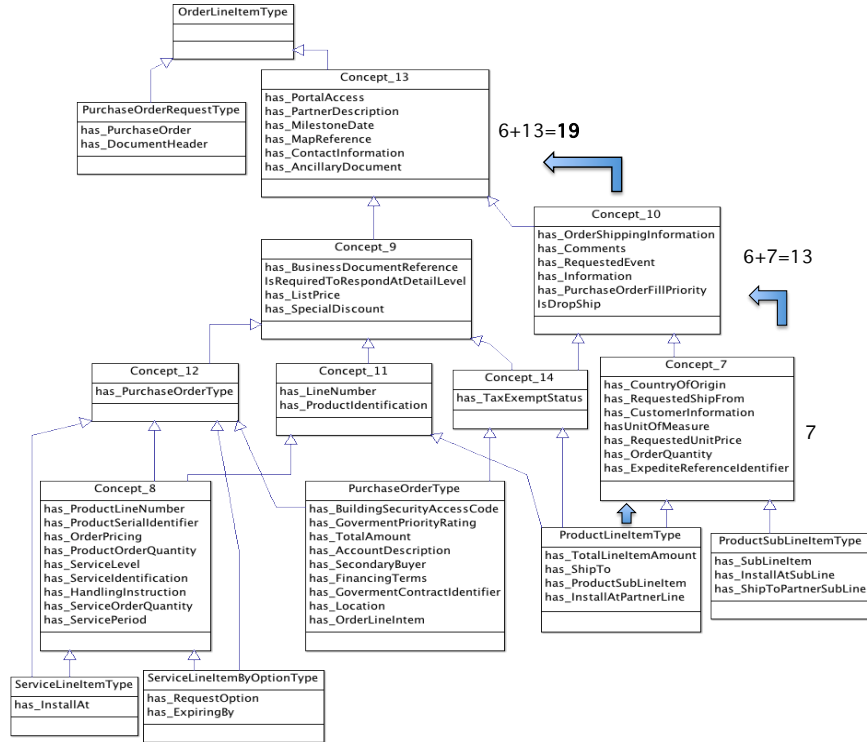 OrderLineItemType
Concept_13
has_PortalAccess
has_PartnerDescription
has_MilestoneDate
has_MapReference
has_ContactInformation
has_AncillaryDocument
PurchaseOrderRequestType
has_PurchaseOrder
has_DocumentHeader
6+13=19
Concept_10
has_OrderShippingInformation
has_Comments
has_RequestedEvent
has_Information
has_PurchaseOrderFillPriority
IsDropShip
6+7=13
Concept_9
has_BusinessDocumentReference
IsRequiredToRespondAtDetailLevel
has_ListPrice
has_SpecialDiscount
Concept_12
has_PurchaseOrderType
Concept_11
has_LineNumber
has_ProductIdentification
Concept_14
has_TaxExemptStatus
Concept_7
has_CountryOfOrigin
has_RequestedShipFrom
has_CustomerInformation
hasUnitOfMeasure
has_RequestedUnitPrice
has_OrderQuantity
has_ExpediteReferenceIdentifier
7
Concept_8
has_ProductLineNumber
has_ProductSerialIdentifier
has_OrderPricing
has_ProductOrderQuantity
has_ServiceLevel
has_ServiceIdentification
has_HandlingInstruction
has_ServiceOrderQuantity
has_ServicePeriod
PurchaseOrderType
has_BuildingSecurityAccessCode
has_GovermentPriorityRating
has_TotalAmount
has_AccountDescription
has_SecondaryBuyer
has_FinancingTerms
has_GovermentContractIdentifier
has_Location
has_OrderLineIntem
ProductLineItemType
has_TotalLineItemAmount
has_ShipTo
has_ProductSubLineItem
has_InstallAtPartnerLine
ProductSubLineItemType
has_SubLineItem
has_InstallAtSubLine
has_ShipToPartnerSubLine
ServiceLineItemType
has_InstallAt
ServiceLineItemByOptionType
has_RequestOption
has_ExpiringBy